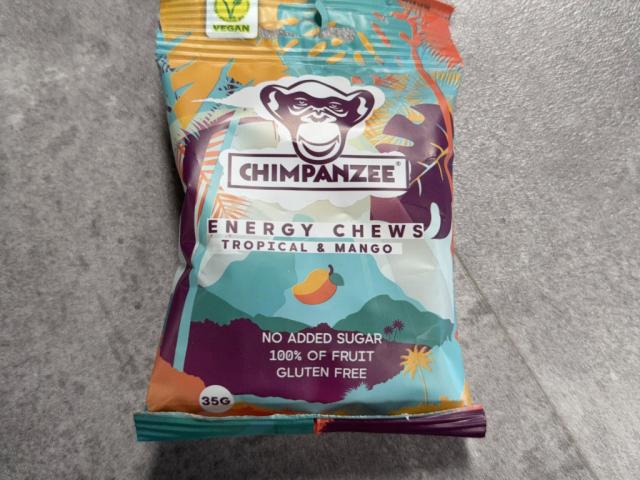 VEGAN
CHIMPANZEE®
ENERGY CHEWS
TROPICAL & MANGO
NO ADDED SUGAR
100% OF FRUIT
GLUTEN FREE
35G